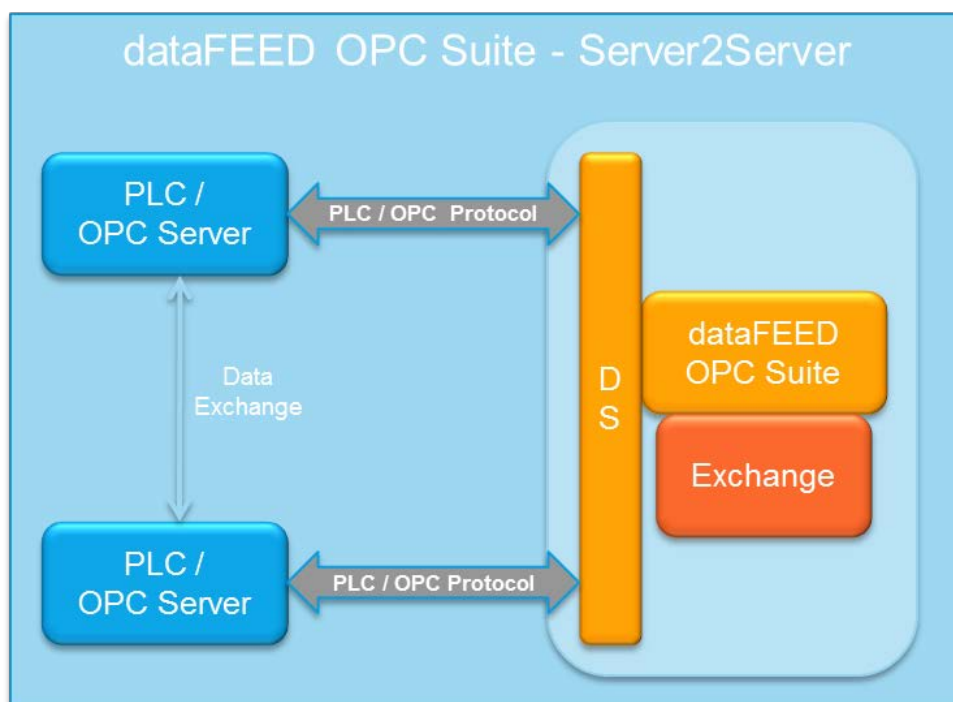 dataFEED OPC Suite - Server2Server
PLC /
OPC Server
PLC / OPC Protocol
D
S
dataFEED
OPC Suite
Data
Exchange
Exchange
PLC /
OPC Server
PLC / OPC Protocol